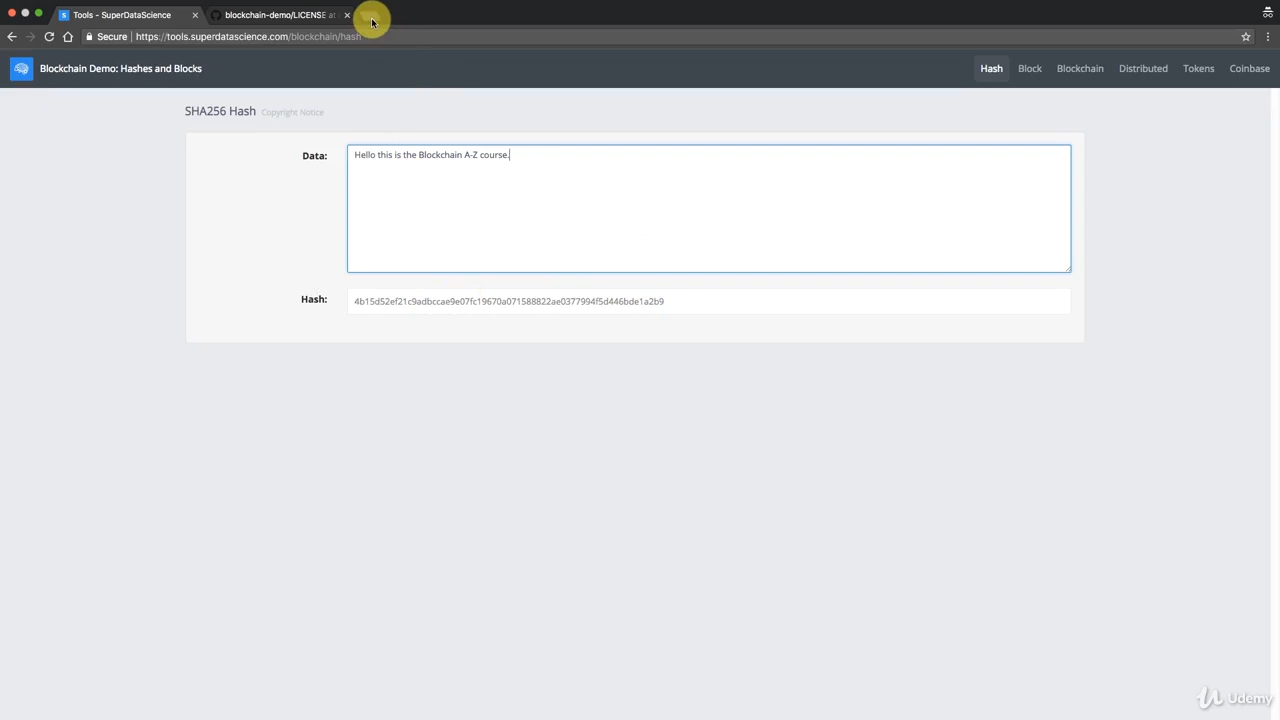 Tools - SuperDataScience
blockchain-demo/LICENSE at
Secure
https://tools.superdatascience.com/blockchain/hash
Blockchain Demo: Hashes and Blocks
Hash
Block
Blockchain
Distributed
Tokens
Coinbase
SHA256 Hash Copyright Notice
Data:
Hello this is the Blockchain A-Z course.
Hash:
4b15d52ef21c9adbccae9e07fc19670a071588822ae0377994f5d446bde1a2b9
Udemy